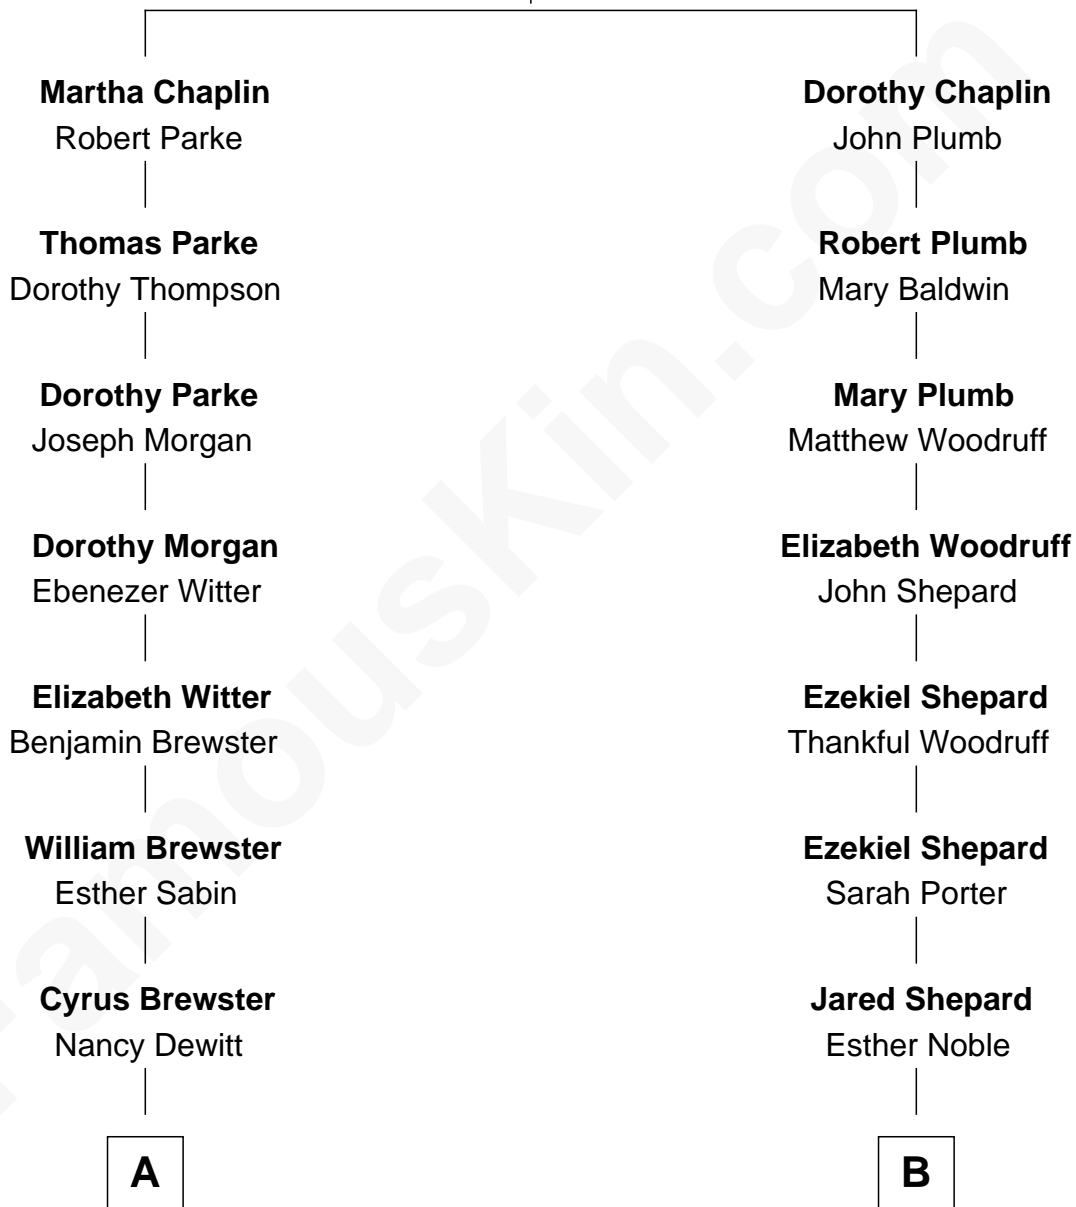 Martha Chaplin
Robert Parke
Thomas Parke
Dorothy Thompson
Dorothy Parke
Joseph Morgan
Dorothy Morgan
Ebenezer Witter
Elizabeth Witter
Benjamin Brewster
William Brewster
Esther Sabin
Cyrus Brewster
Nancy Dewitt
A
Dorothy Chaplin
John Plumb
Robert Plumb
Mary Baldwin
Mary Plumb
Matthew Woodruff
Elizabeth Woodruff
John Shepard
Ezekiel Shepard
Thankful Woodruff
Ezekiel Shepard
Sarah Porter
Jared Shepard
Esther Noble
B
FamousKin.com